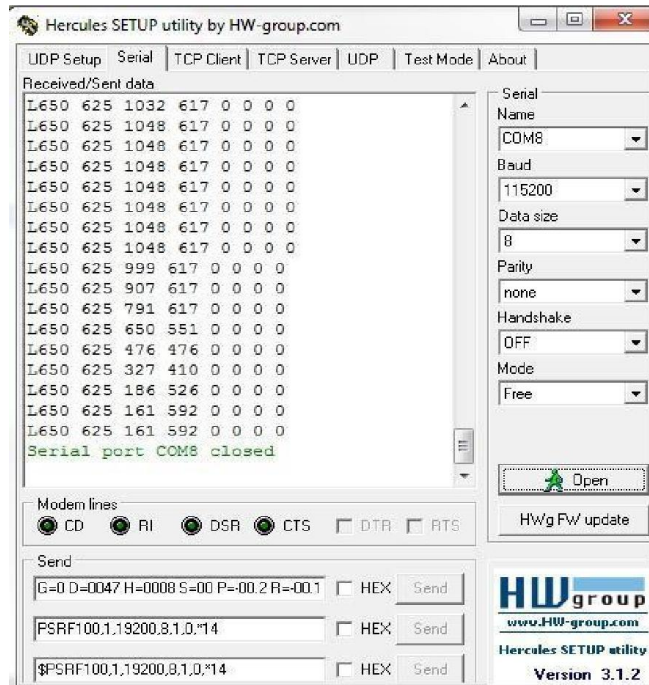 Hercules SETUP utility by HW-group.com
UDP Setup Serial TCP Client TCP Server UDP Test Mode About
Received/Sent data
L650 625 1032 617 0 0 0 0
L650 625 1048 617 0 0 0 0
L650 625 1048 617 0 0 0 0
L650 625 1048 617 0 0 0 0
L650 625 1048 617 0 0 0 0
L650 625 1048 617 0 0 0 0
L650 625 1048 617 0 0 0 0
L650 625 1048 617 0 0 0 0
L650 625 999 617 0 0 0 0
L650 625 907 617 0 0 0 0
L650 625 791 617 0 0 0 0
L650 625 650 551 0 0 0 0
L650 625 476 476 0 0 0 0
L650 625 327 410 0 0 0 0
L650 625 186 526 0 0 0 0
L650 625 161 592 0 0 0 0
L650 625 161 592 0 0 0 0
Serial port COM8 closed
Serial
Name
COM8
Baud
115200
Data size
8
Parity
none
Handshake
OFF
Mode
Free
Open
HWg FW update
Modem lines
CD RI DSR CTS DTR RTS
Send
G=0 D=0047 H=0008 S=00 P=-00.2 R=-00.1 HEX Send
PSRF100,1,19200,8,1,0,*14 HEX Send
$PSRF100,1,19200,8,1,0,*14 HEX Send
HW group
www.HW-group.com
Hercules SETUP utility
Version 3.1.2